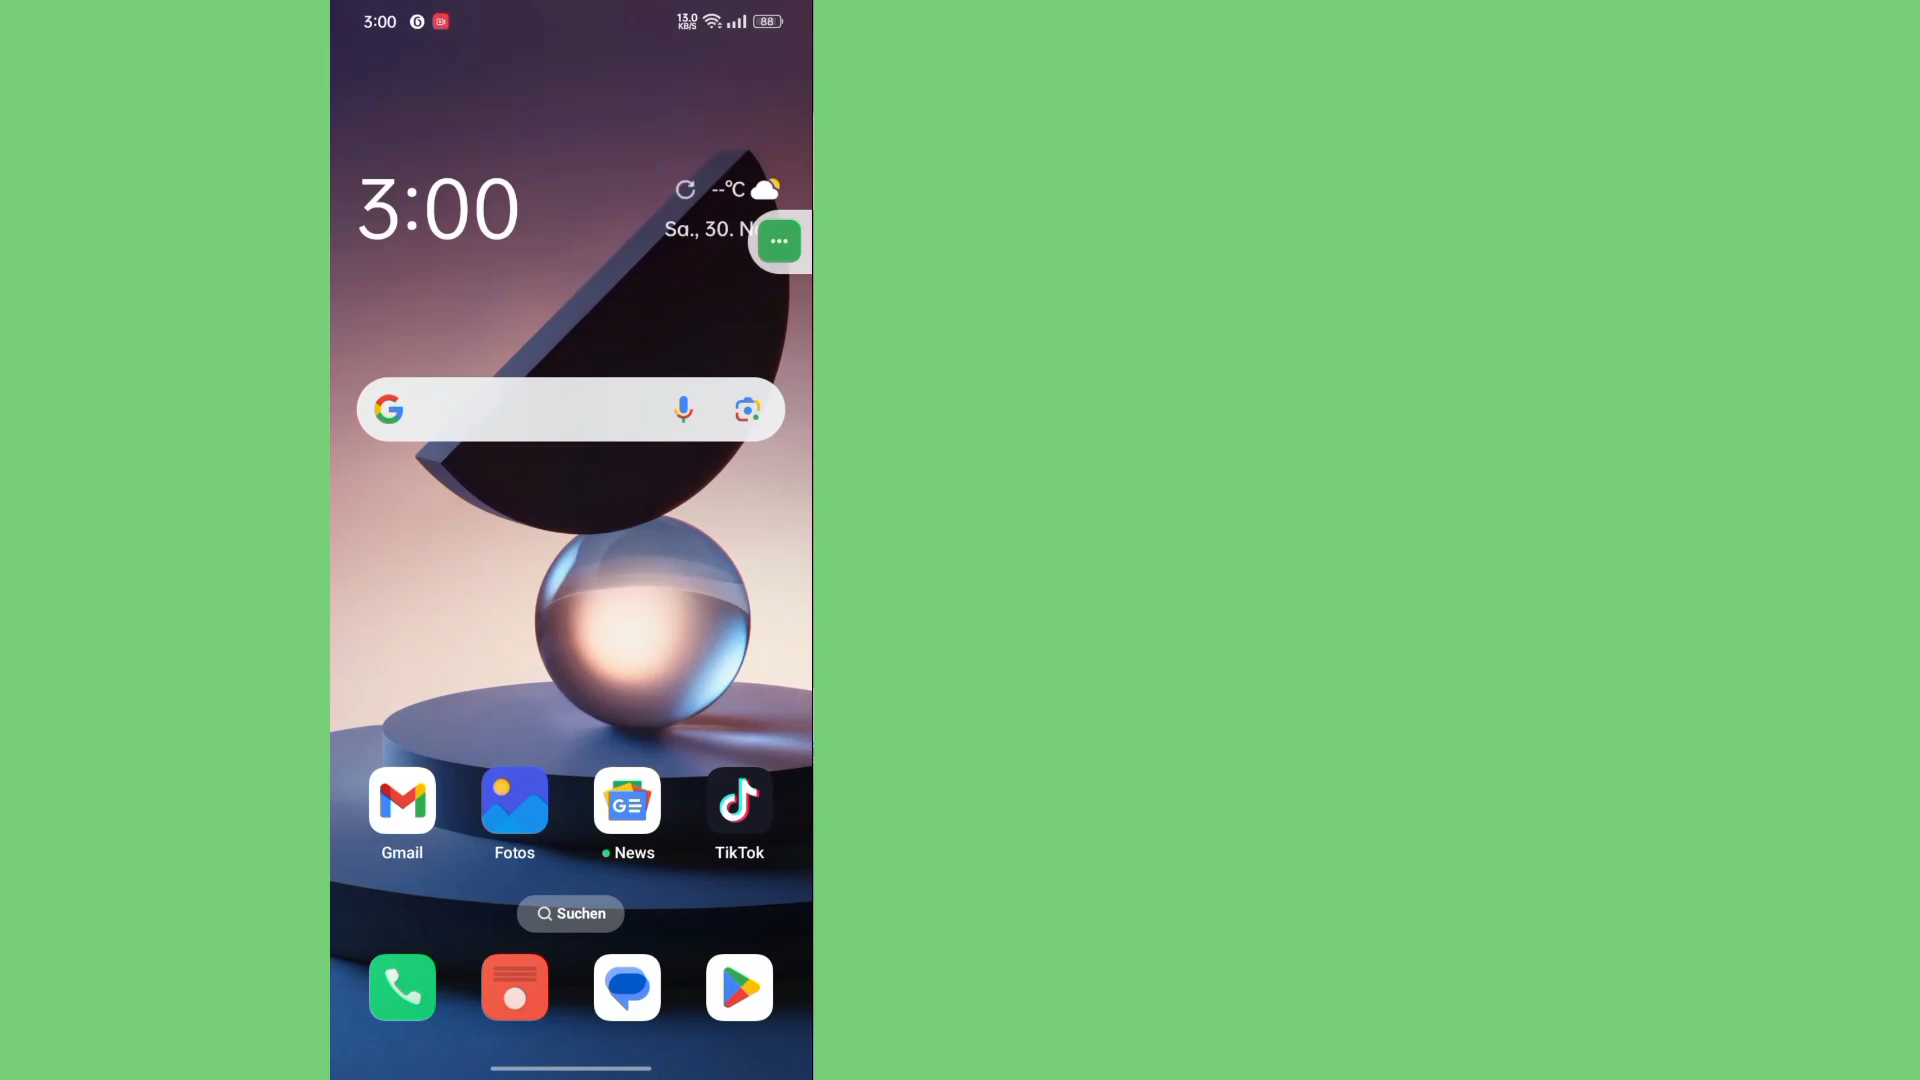 3:00
13.0
KB/S
88
3:00
--°C
Sa., 30. N
Gmail
Fotos
News
TikTok
Suchen